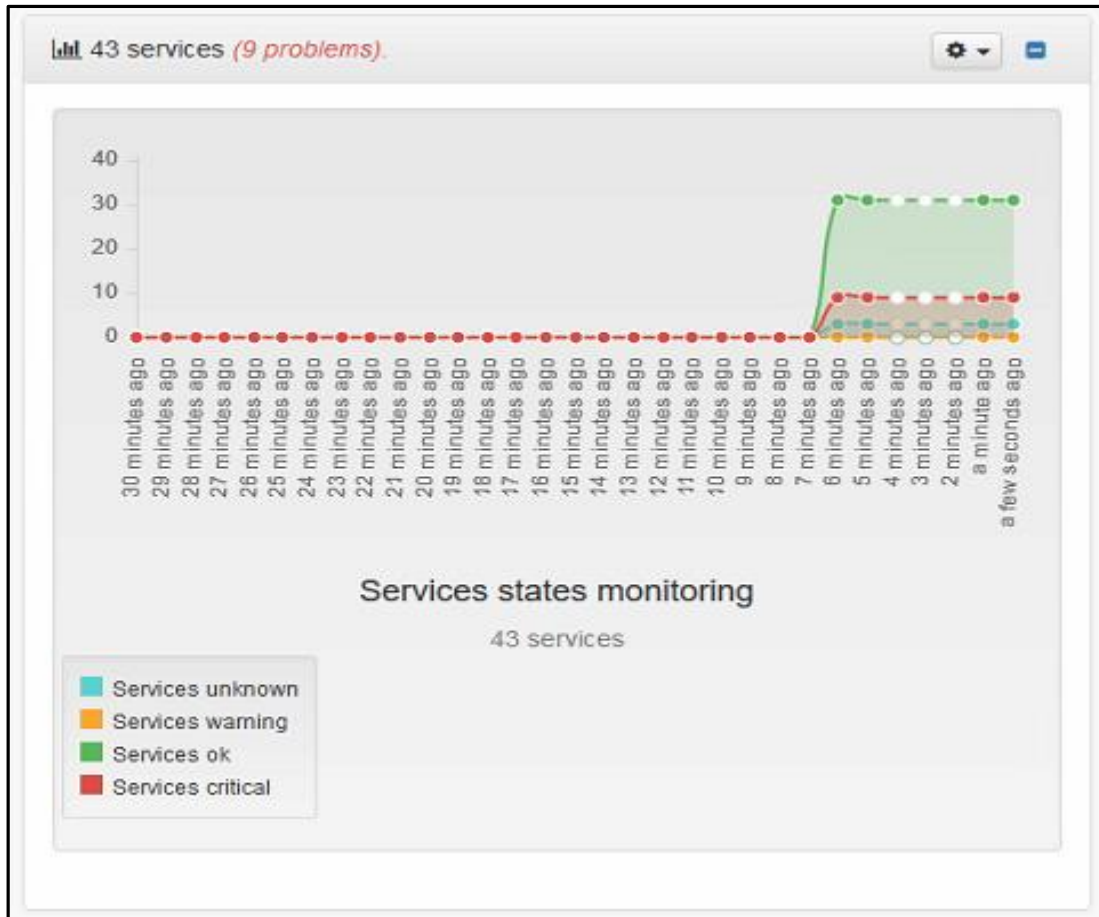 43 services (9 problems).
40
30
20
10
0
30 minutes ago
29 minutes ago
28 minutes ago
27 minutes ago
26 minutes ago
25 minutes ago
24 minutes ago
23 minutes ago
22 minutes ago
21 minutes ago
20 minutes ago
19 minutes ago
18 minutes ago
17 minutes ago
16 minutes ago
15 minutes ago
14 minutes ago
13 minutes ago
12 minutes ago
11 minutes ago
10 minutes ago
9 minutes ago
8 minutes ago
7 minutes ago
6 minutes ago
5 minutes ago
4 minutes ago
3 minutes ago
2 minutes ago
a minute ago
a few seconds ago
Services states monitoring
43 services
Services unknown
Services warning
Services ok
Services critical